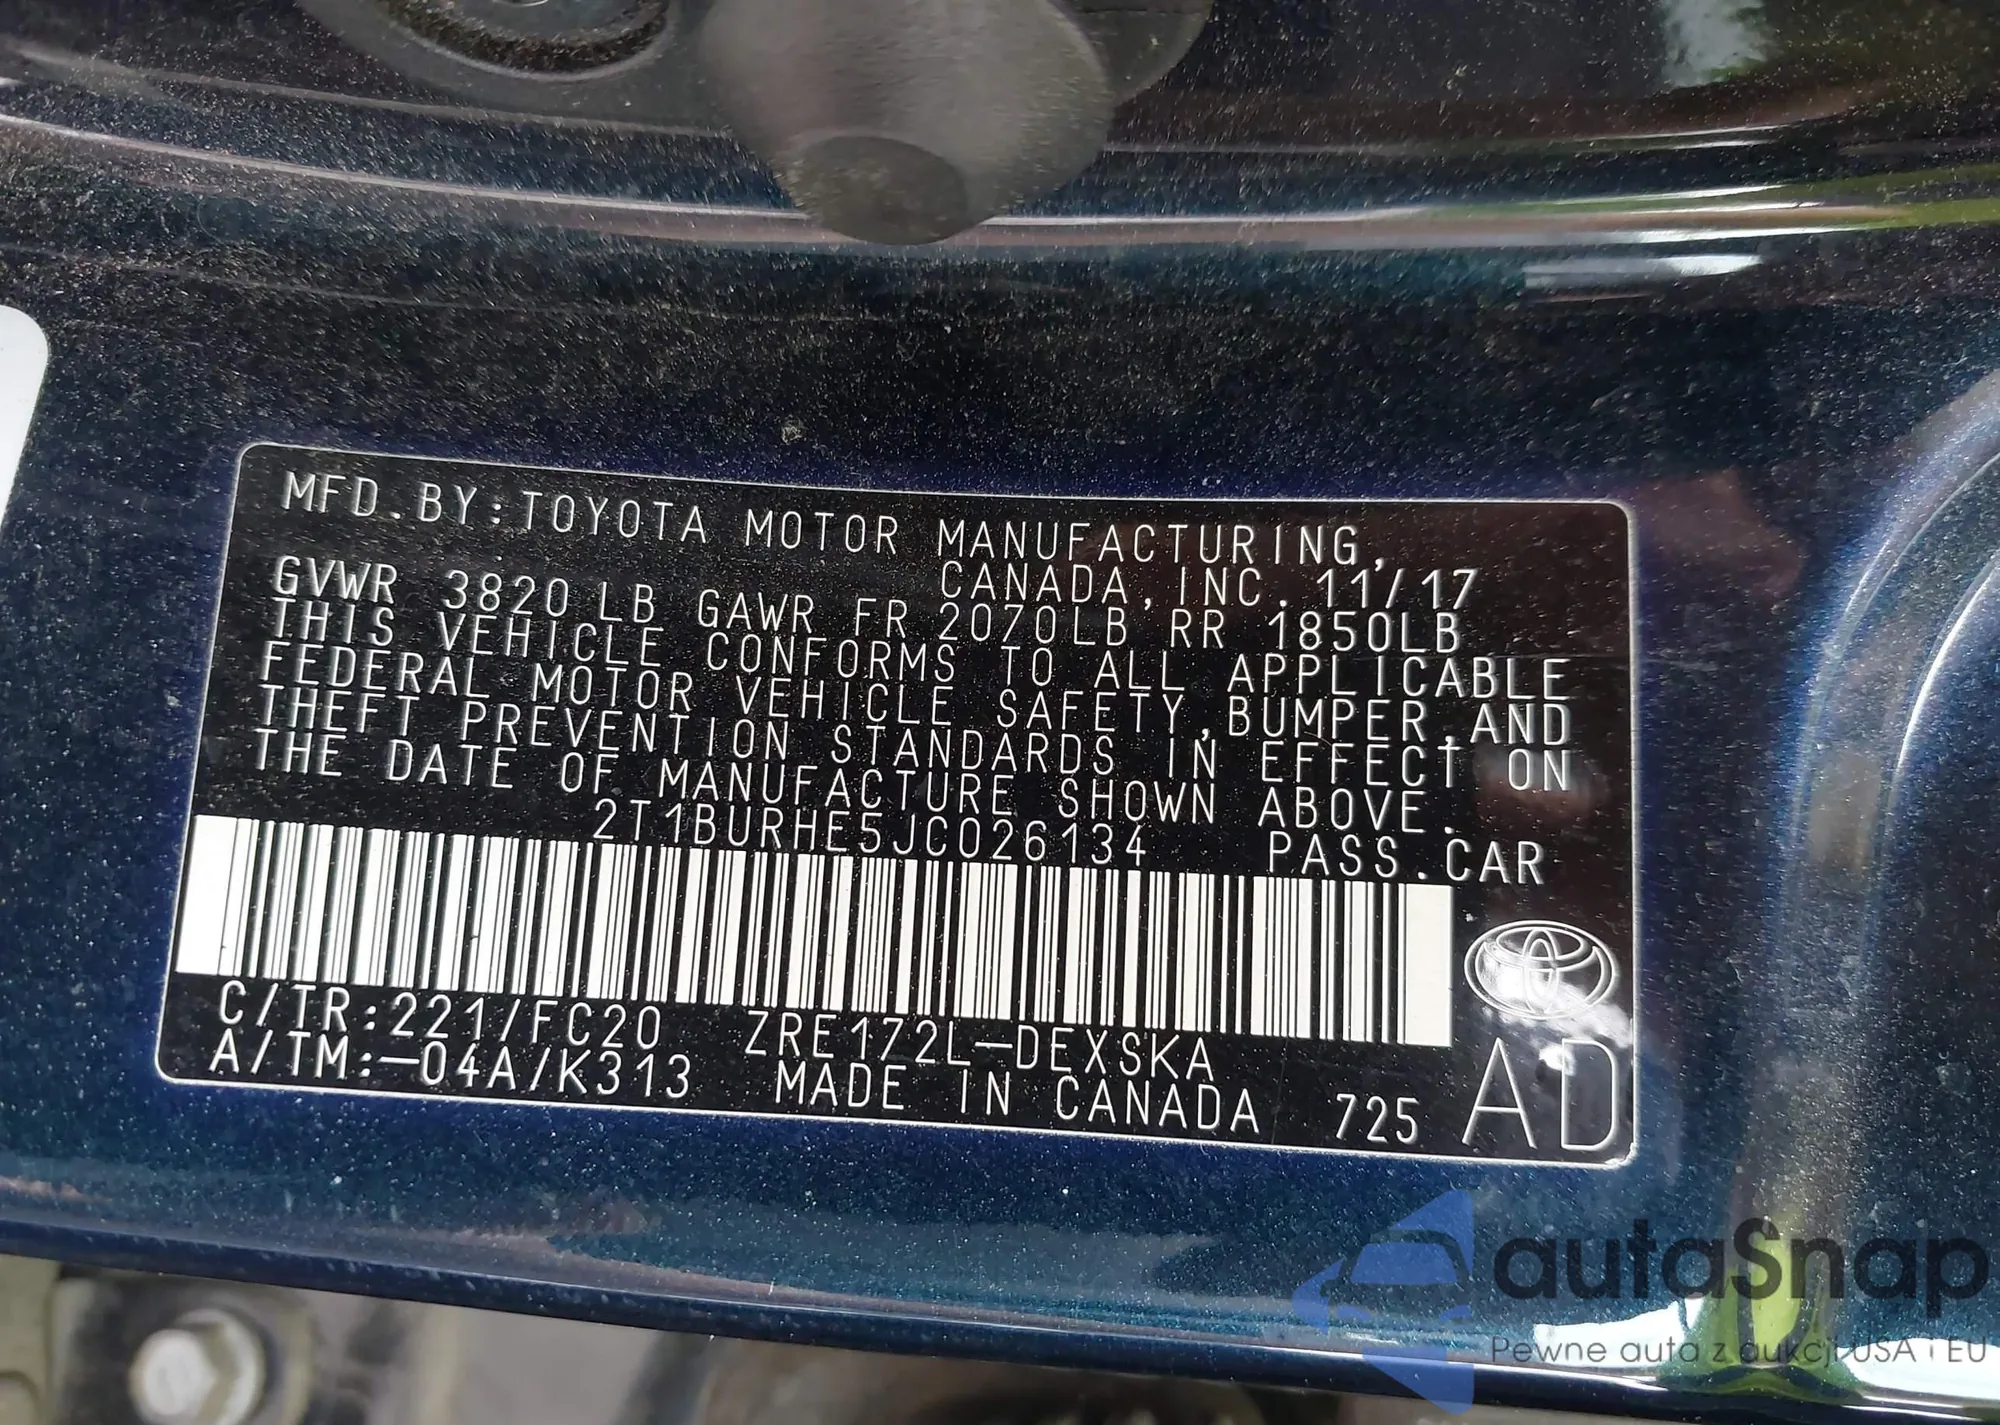 MFD.BY:TOYOTA MOTOR MANUFACTURING,
CANADA,INC. 11/17
GVWR 3820 LB GAWR FR 2070LB RR 1850LB
THIS VEHICLE CONFORMS TO ALL APPLICABLE
FEDERAL MOTOR VEHICLE SAFETY,BUMPER,AND
THEFT PREVENTION STANDARDS IN EFFECT ON
THE DATE OF MANUFACTURE SHOWN ABOVE.
2T1BURHE5JC026134 PASS.CAR
C/TR:221/FC20 ZRE172L-DEXSKA
A/TM:-04A/K313 MADE IN CANADA 725 AD
autaSnap
Pewne auta z aukcji USA i EU